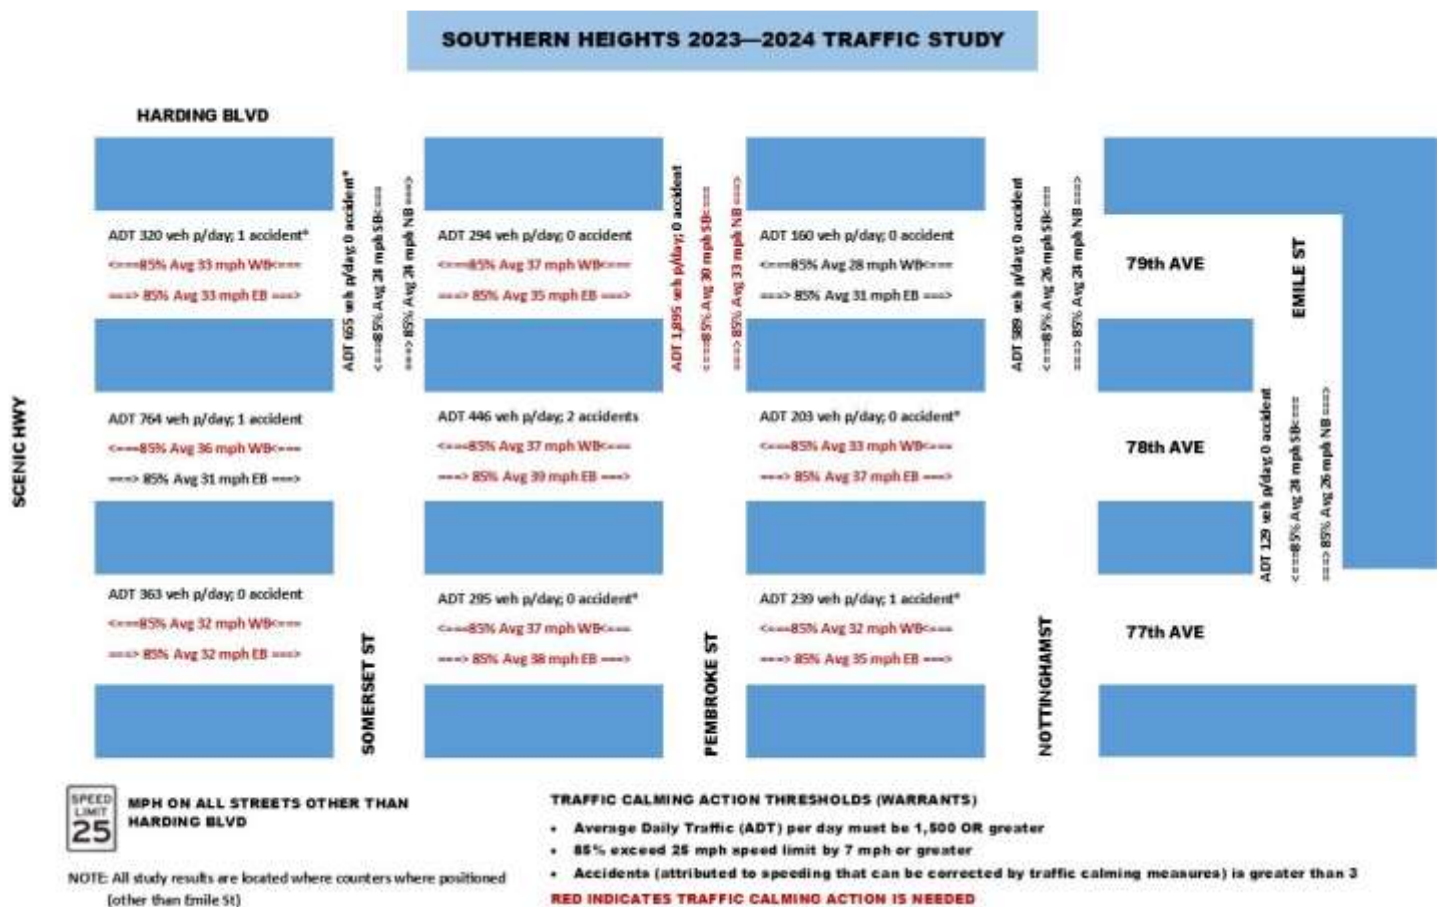 SOUTHERN HEIGHTS 2023—2024 TRAFFIC STUDY
HARDING BLVD
SCENIC HWY
ADT 320 veh p/day; 1 accident*
<===85% Avg 33 mph WB<===
===> 85% Avg 33 mph EB ===>
ADT 655 veh p/day; 0 accident*
<===85% Avg 24 mph SB<===
===> 85% Avg 24 mph NB ===>
ADT 294 veh p/day; 0 accident
<===85% Avg 37 mph WB<===
===> 85% Avg 35 mph EB ===>
ADT 1,895 veh p/day; 0 accident
<===85% Avg 30 mph SB<===
===> 85% Avg 33 mph NB ===>
ADT 160 veh p/day; 0 accident
<===85% Avg 28 mph WB<===
===> 85% Avg 31 mph EB ===>
ADT 589 veh p/day; 0 accident
<===85% Avg 26 mph SB<===
===> 85% Avg 24 mph NB ===>
79th AVE
EMILE ST
ADT 764 veh p/day; 1 accident
<===85% Avg 36 mph WB<===
===> 85% Avg 31 mph EB ===>
ADT 446 veh p/day; 2 accidents
<===85% Avg 37 mph WB<===
===> 85% Avg 39 mph EB ===>
ADT 203 veh p/day; 0 accident*
<===85% Avg 33 mph WB<===
===> 85% Avg 37 mph EB ===>
78th AVE
ADT 129 veh p/day; 0 accident
<===85% Avg 24 mph SB<===
===> 85% Avg 26 mph NB ===>
ADT 363 veh p/day; 0 accident
<===85% Avg 32 mph WB<===
===> 85% Avg 32 mph EB ===>
SOMERSET ST
ADT 295 veh p/day; 0 accident*
<===85% Avg 37 mph WB<===
===> 85% Avg 38 mph EB ===>
PEMBROKE ST
ADT 239 veh p/day; 1 accident*
<===85% Avg 32 mph WB<===
===> 85% Avg 35 mph EB ===>
NOTTINGHAMST
77th AVE
SPEED
LIMIT
25
MPH ON ALL STREETS OTHER THAN
HARDING BLVD
NOTE: All study results are located where counters where positioned
(other than Emile St)
TRAFFIC CALMING ACTION THRESHOLDS (WARRANTS)
• Average Daily Traffic (ADT) per day must be 1,500 OR greater
• 85% exceed 25 mph speed limit by 7 mph or greater
• Accidents (attributed to speeding that can be corrected by traffic calming measures) is greater than 3
RED INDICATES TRAFFIC CALMING ACTION IS NEEDED